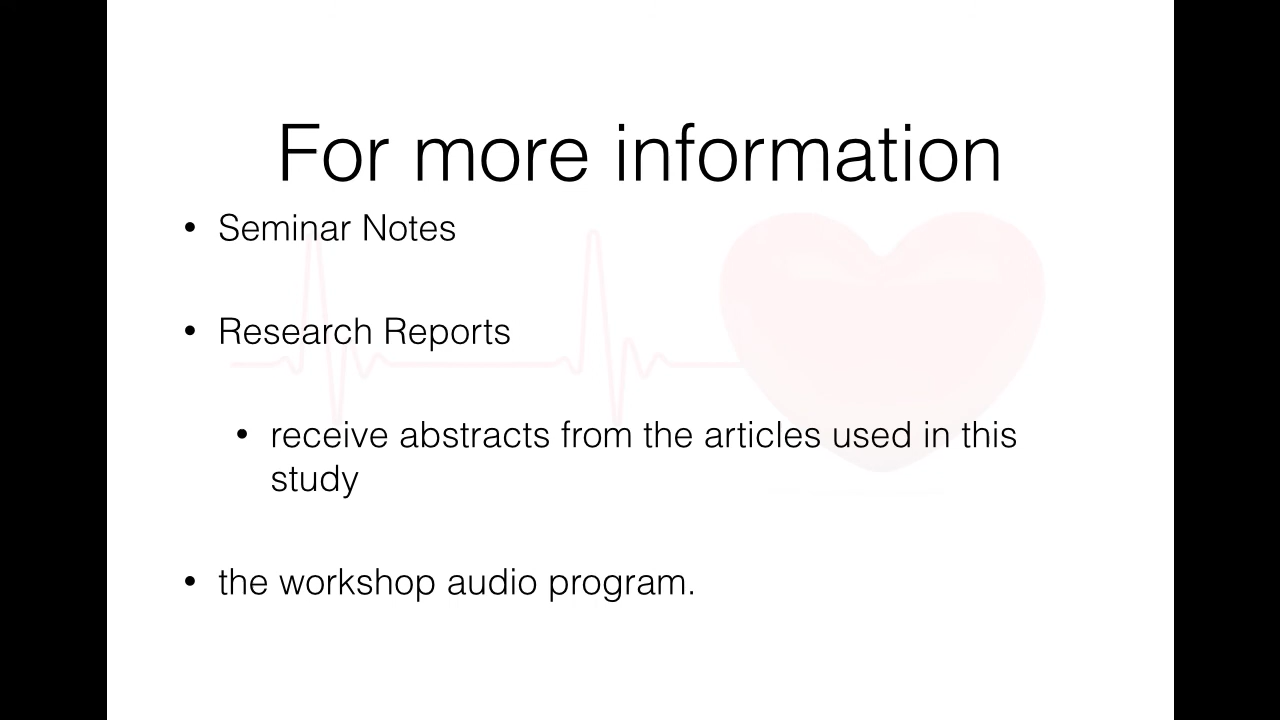 For more information
• Seminar Notes
• Research Reports
• receive abstracts from the articles used in this
study
• the workshop audio program.